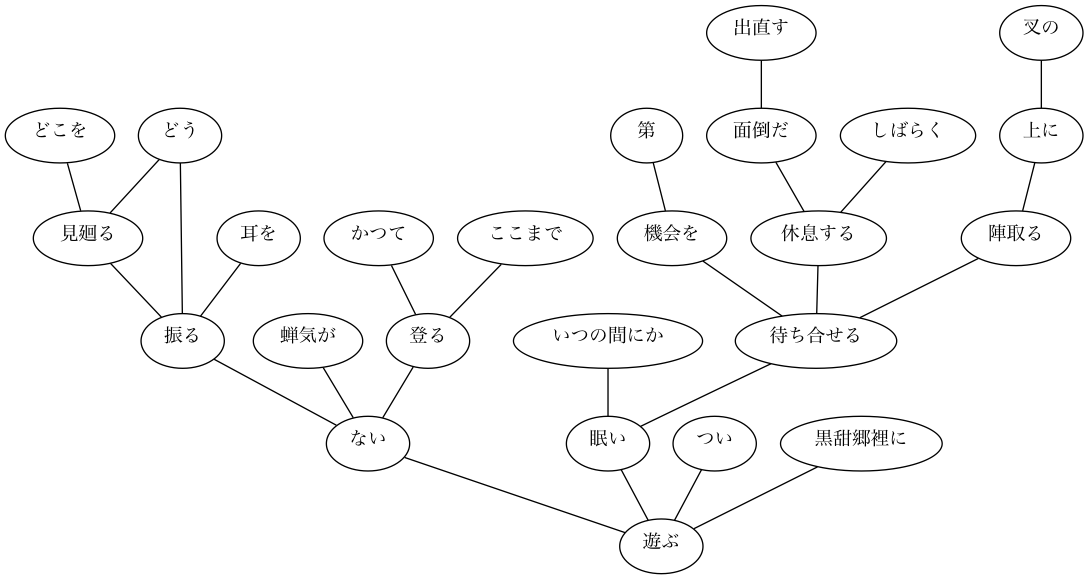 出直す
叉の
どこを
どう
第
面倒だ
しばらく
上に
見廻る
耳を
かつて
ここまで
機会を
休息する
陣取る
振る
蝉気が
登る
いつの間にか
待ち合せる
ない
眠い
つい
黒甜郷裡に
遊ぶ